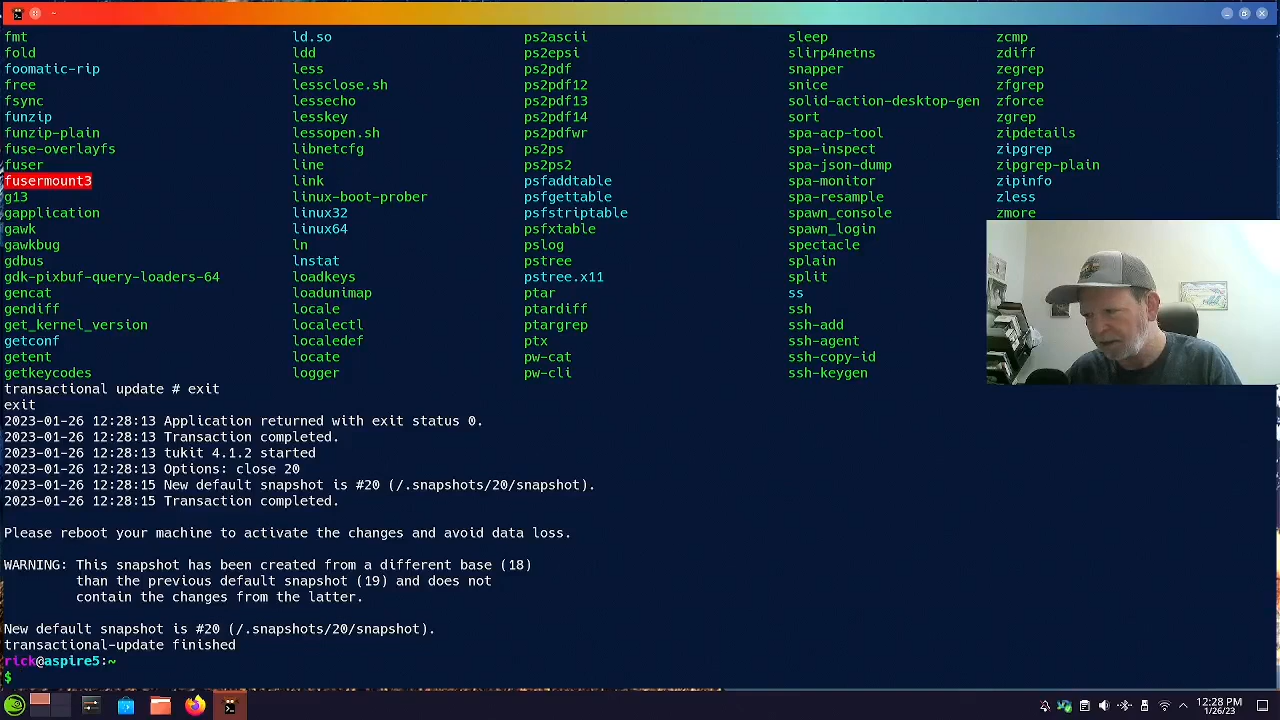 fmt ld.so ps2ascii sleep zcmp
fold ldd ps2epsi slirp4netns zdiff
foomatic-rip less ps2pdf snapper zegrep
free lessclose.sh ps2pdf12 snice zfgrep
fsync lessecho ps2pdf13 solid-action-desktop-gen zforce
funzip lesskey ps2pdf14 sort zgrep
funzip-plain lessopen.sh ps2pdfwr spa-acp-tool zipdetails
fuse-overlayfs libnetcfg ps2ps spa-inspect zipgrep
fuser line ps2ps2 spa-json-dump zipgrep-plain
fusermount3 link psfaddtable spa-monitor zipinfo
g13 linux-boot-prober psfgettable spa-resample zless
gapplication linux32 psfstriptable spawn_console zmore
gawk linux64 psfxtable spawn_login
gawkbug ln pslog spectacle
gdbus lnstat pstree splain
gdk-pixbuf-query-loaders-64 loadkeys pstree.x11 split
gencat loadunimap ptar ss
gendiff locale ptardiff ssh
get_kernel_version localectl ptargrep ssh-add
getconf localedef ptx ssh-agent
getent locate pw-cat ssh-copy-id
getkeycodes logger pw-cli ssh-keygen
transactional update # exit
exit
2023-01-26 12:28:13 Application returned with exit status 0.
2023-01-26 12:28:13 Transaction completed.
2023-01-26 12:28:13 tukit 4.1.2 started
2023-01-26 12:28:13 Options: close 20
2023-01-26 12:28:15 New default snapshot is #20 (/.snapshots/20/snapshot).
2023-01-26 12:28:15 Transaction completed.
Please reboot your machine to activate the changes and avoid data loss.
WARNING: This snapshot has been created from a different base (18)
than the previous default snapshot (19) and does not
contain the changes from the latter.
New default snapshot is #20 (/.snapshots/20/snapshot).
transactional-update finished
rick@aspire5:~
$
12:28 PM
1/26/23